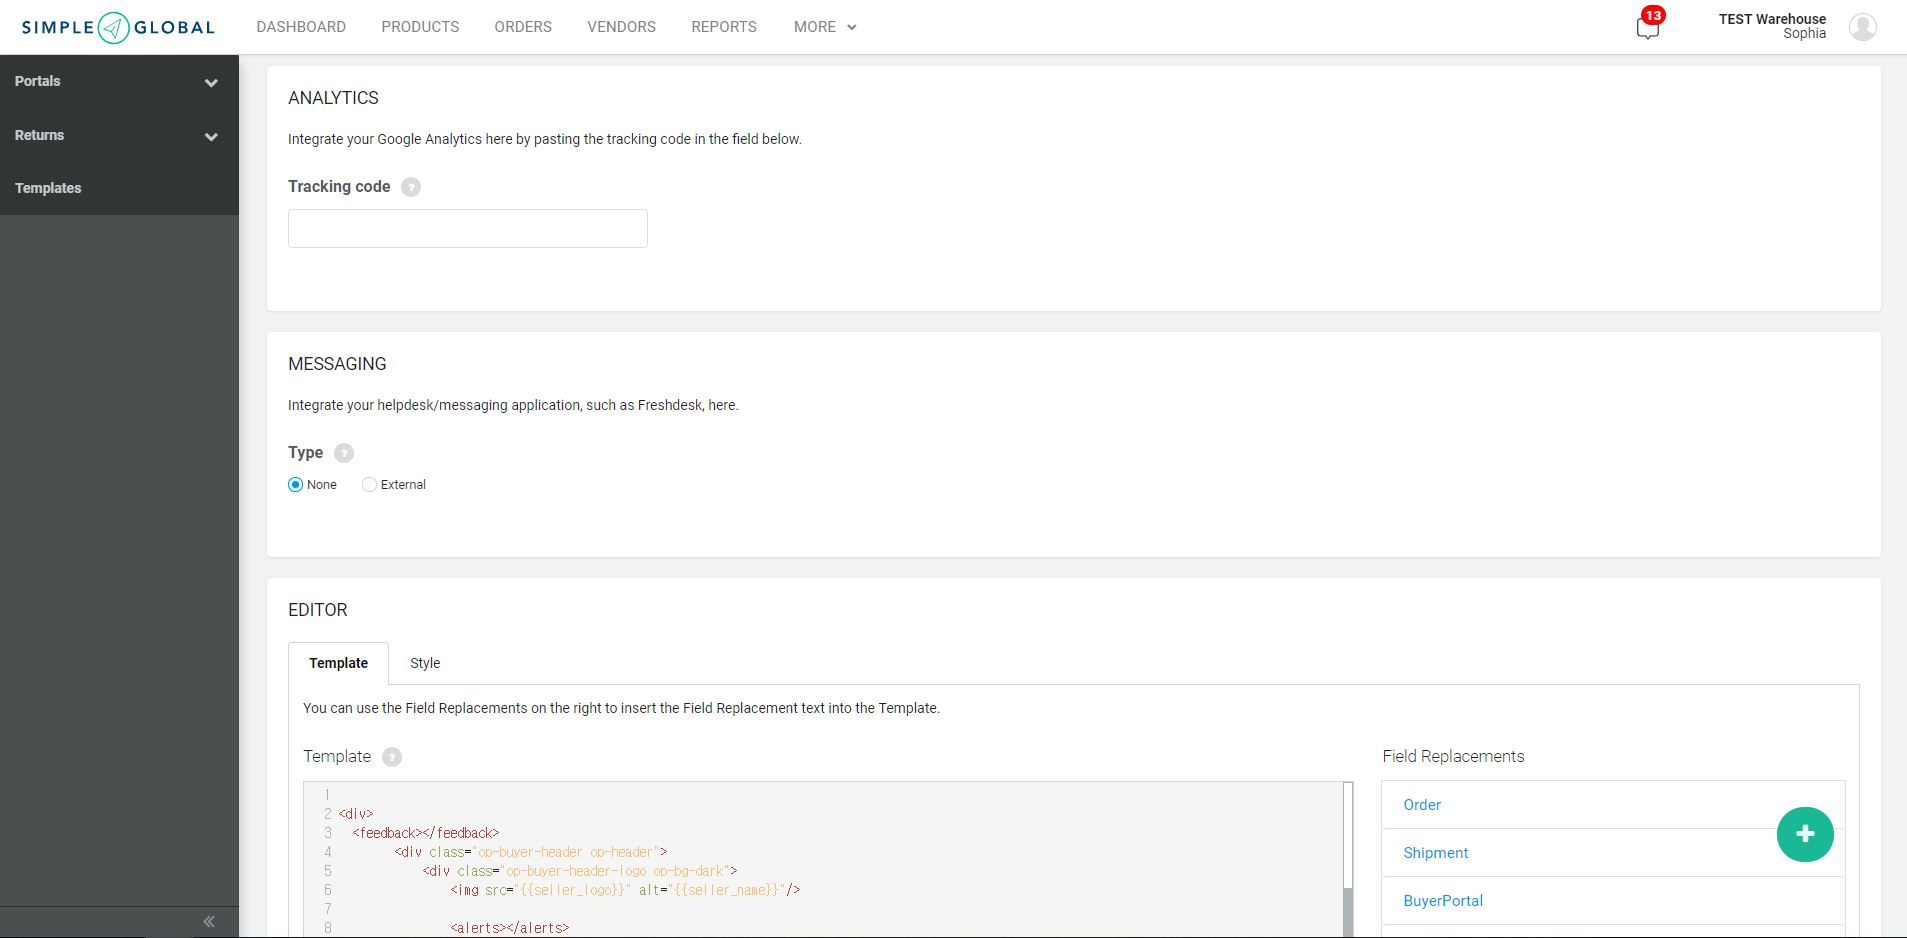 SIMPLE GLOBAL
DASHBOARD PRODUCTS ORDERS VENDORS REPORTS MORE
13
TEST Warehouse
Sophia
Portals
Returns
Templates
ANALYTICS
Integrate your Google Analytics here by pasting the tracking code in the field below.
Tracking code ?
MESSAGING
Integrate your helpdesk/messaging application, such as Freshdesk, here.
Type ?
None External
EDITOR
Template Style
You can use the Field Replacements on the right to insert the Field Replacement text into the Template.
Template ?
1
2 <div>
3 <feedback></feedback>
4 <div class="op-buyer-header op-header">
5 <div class="op-buyer-header-logo op-bg-dark">
6 <img src="{{seller_logo}}" alt="{{seller_name}}"/>
7
8 <alerts></alerts>
Field Replacements
Order
Shipment
BuyerPortal